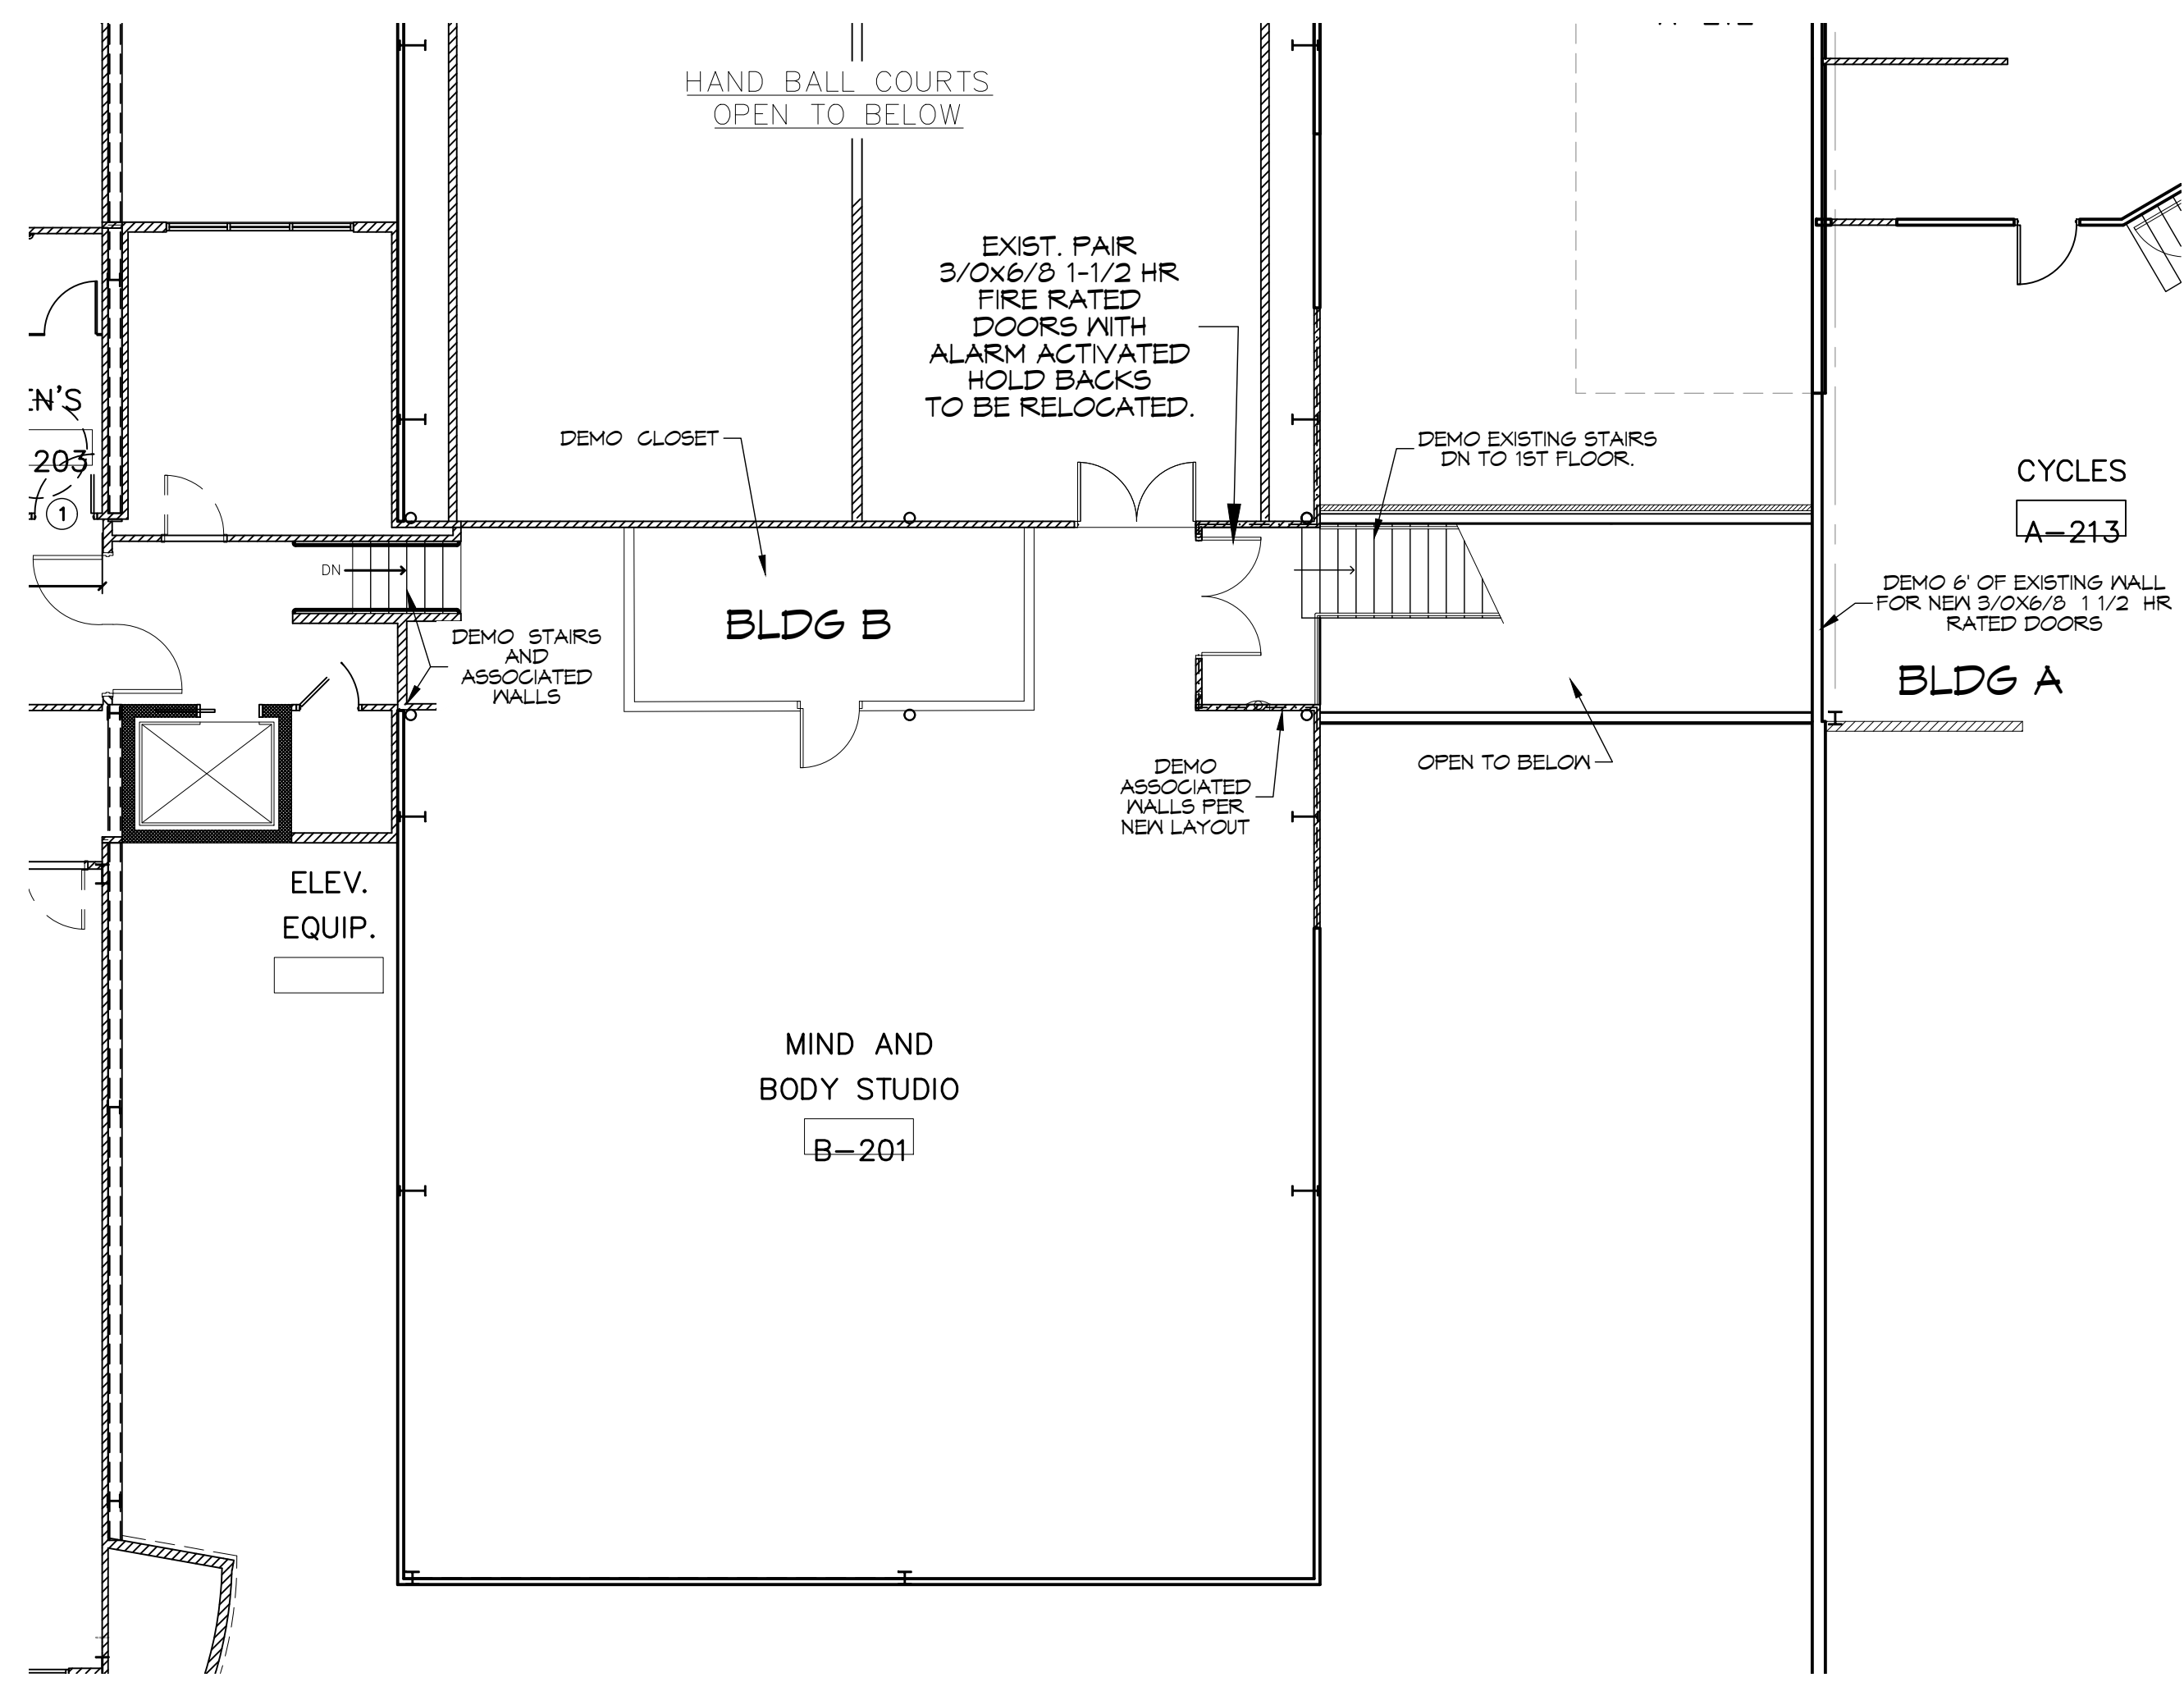 HAND BALL COURTS
OPEN TO BELOW
EXIST. PAIR
3/0x6/8 1-1/2 HR
FIRE RATED
DOORS WITH
ALARM ACTIVATED
HOLD BACKS
TO BE RELOCATED.
EN'S
203
1
DEMO CLOSET
DEMO EXISTING STAIRS
DN TO 1ST FLOOR.
CYCLES
A-213
DN
DEMO 6' OF EXISTING WALL
FOR NEW 3/0X6/8 1 1/2 HR
RATED DOORS
BLDG B
DEMO STAIRS
AND
ASSOCIATED
WALLS
BLDG A
DEMO
ASSOCIATED
WALLS PER
NEW LAYOUT
OPEN TO BELOW
ELEV.
EQUIP.
MIND AND
BODY STUDIO
B-201